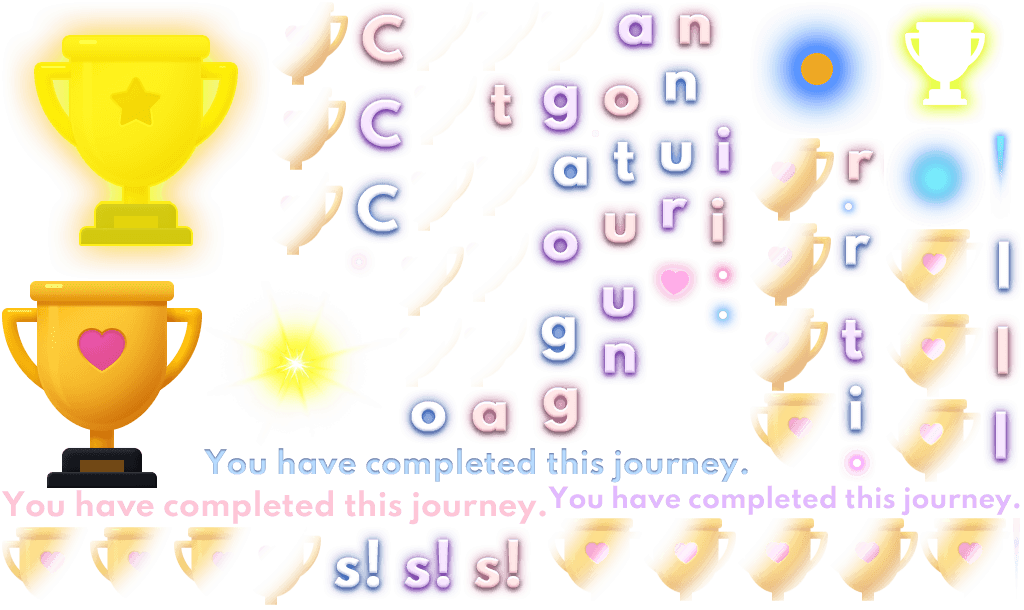 a n
C
t g o n
C
a t u i
r
C
u r i
r
o
l
u
g n
t
l
o a g
i
l
You have completed this journey.
You have completed this journey.
You have completed this journey.
s! s! s!